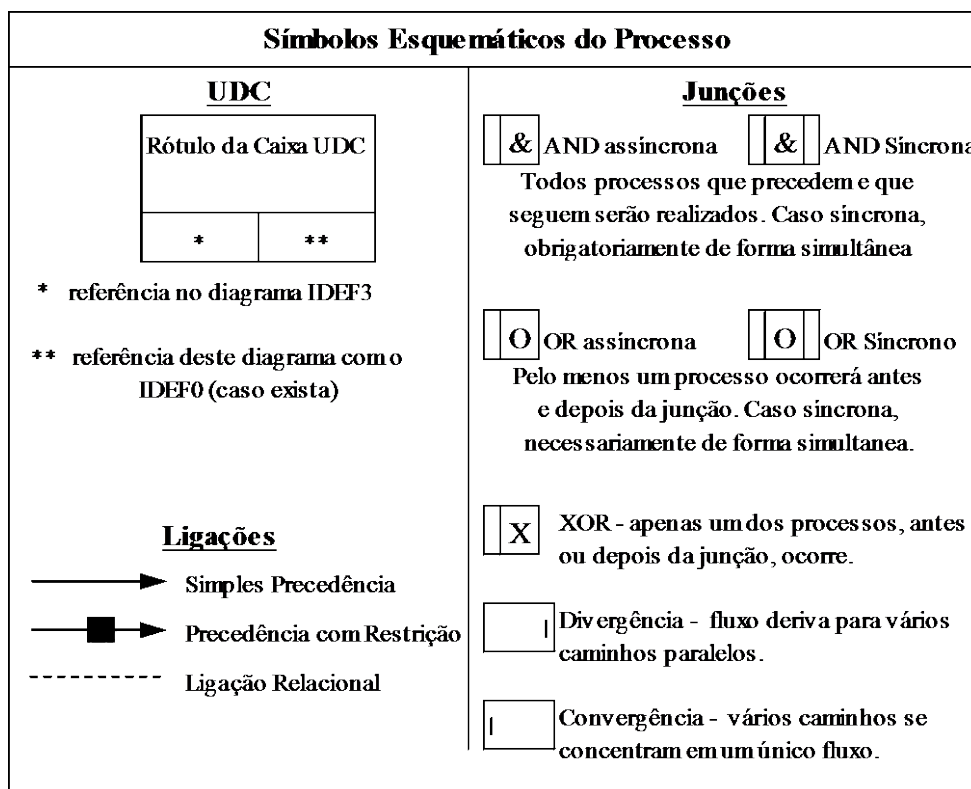 Símbolos Esquemáticos do Processo
UDC
Rótulo da Caixa UDC
* **
* referência no diagrama IDEF3
** referência deste diagrama com o
IDEF0 (caso exista)
Ligações
Simples Precedência
Precedência com Restrição
Ligação Relacional
Junções
& AND assíncrona & AND Síncrona
Todos processos que precedem e que
seguem serão realizados. Caso síncrona,
obrigatoriamente de forma simultânea
O OR assíncrona O OR Síncrono
Pelo menos um processo ocorrerá antes
e depois da junção. Caso síncrona,
necessariamente de forma simultanea.
X XOR - apenas um dos processos, antes
ou depois da junção, ocorre.
Divergência - fluxo deriva para vários
caminhos paralelos.
Convergência - vários caminhos se
concentram em um único fluxo.